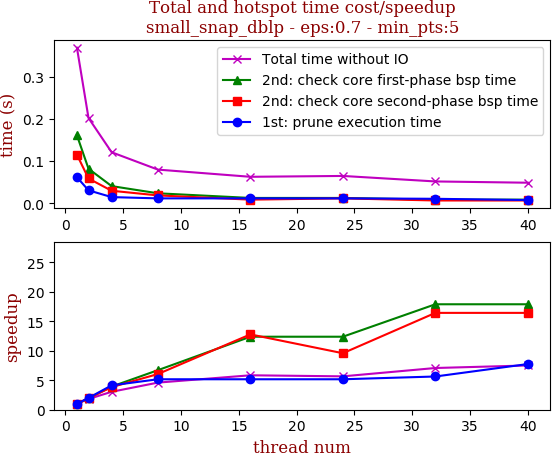 Total and hotspot time cost/speedup
small_snap_dblp - eps:0.7 - min_pts:5
time (s)
0.3
0.2
0.1
0.0
Total time without IO
2nd: check core first-phase bsp time
2nd: check core second-phase bsp time
1st: prune execution time
0 5 10 15 20 25 30 35 40
speedup
25
20
15
10
5
0
0 5 10 15 20 25 30 35 40
thread num